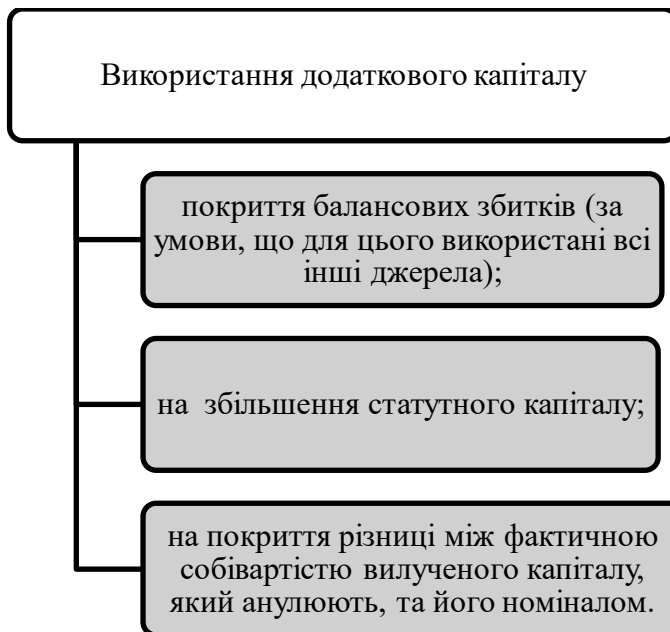 Використання додаткового капіталу
покриття балансових збитків (за
умови, що для цього використані всі
інші джерела);
на збільшення статутного капіталу;
на покриття різниці між фактичною
собівартістю вилученого капіталу,
який анулюють, та його номіналом.